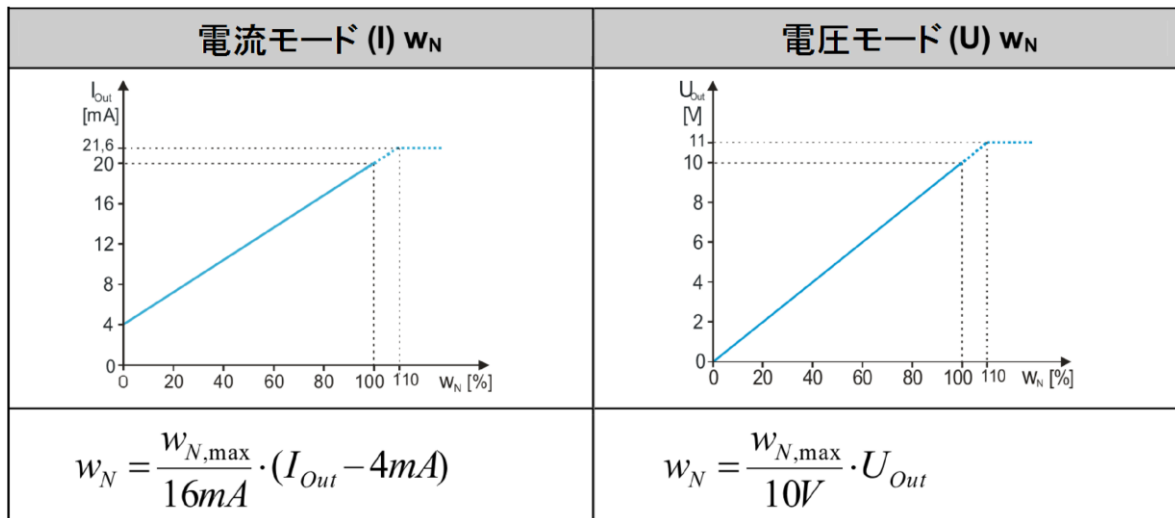 電流モード (I) wN
電圧モード (U) wN
IOut
[mA]
21,6
20
16
12
8
4
0
0 20 40 60 80 100 110 wN [%]
UOut
[V]
11
10
8
6
4
2
0
0 20 40 60 80 100 110 wN [%]
wN = wN,max / 16mA · (IOut − 4mA)
wN = wN,max / 10V · UOut